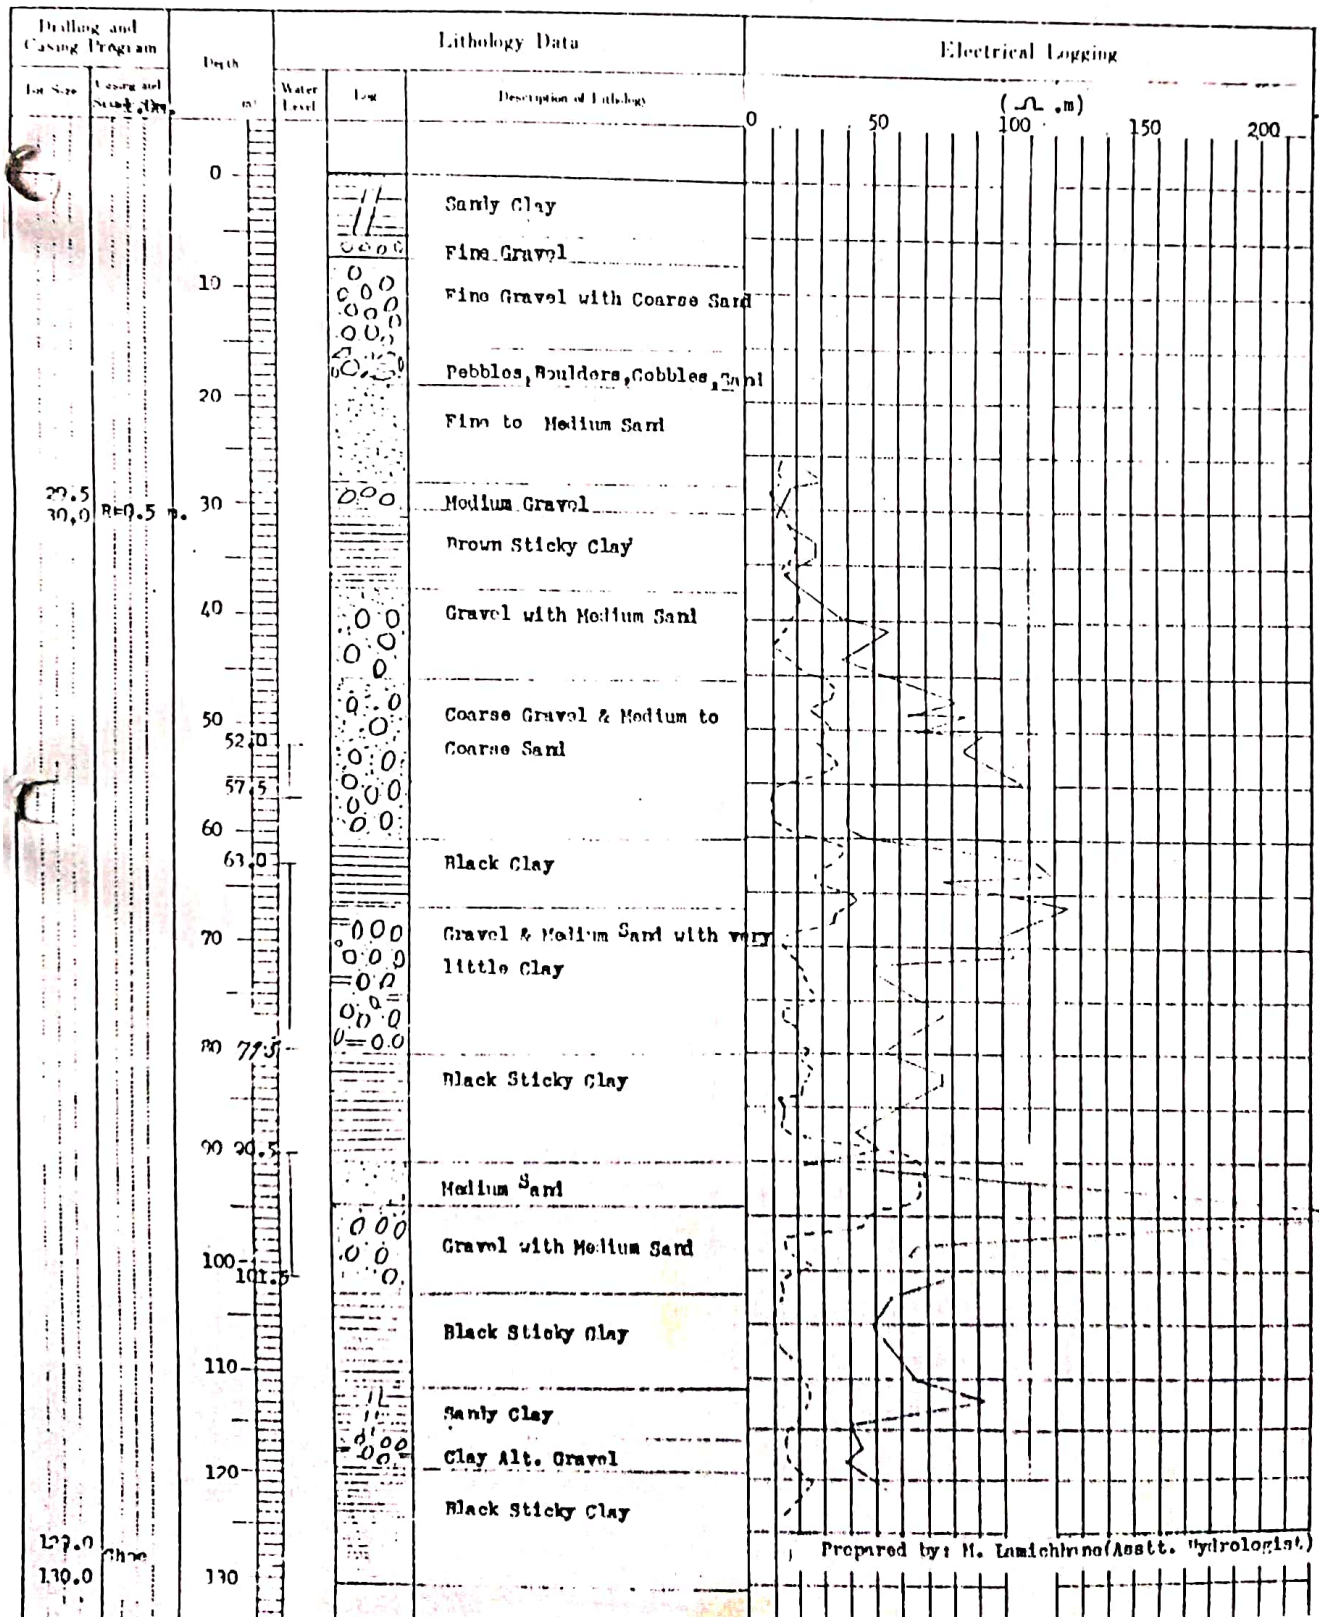 Drilling and
Casing Program
Depth
m
Lithology Data
Water
Level
Log
Description of Lithology
Electrical Logging
(Ω .m)
0 50 100 150 200
0
Sandy Clay
Fine Gravel
10
Fine Gravel with Coarse Sand
Pebbles, Boulders, Cobbles, Sand
20
Fine to Medium Sand
29.5
30.0
30
Medium Gravel
Brown Sticky Clay
40
Gravel with Medium Sand
50
Coarse Gravel & Medium to
52.0
Coarse Sand
57.5
60
63.0
Black Clay
70
Gravel & Medium Sand with very
little Clay
80 79.5
Black Sticky Clay
90 90.5
Medium Sand
Gravel with Medium Sand
100
101.5
Black Sticky Clay
110
Sandy Clay
Clay Alt. Gravel
120
Black Sticky Clay
Prepared by: M. Lamichhane(Asstt. Hydrologist)
130.0
130